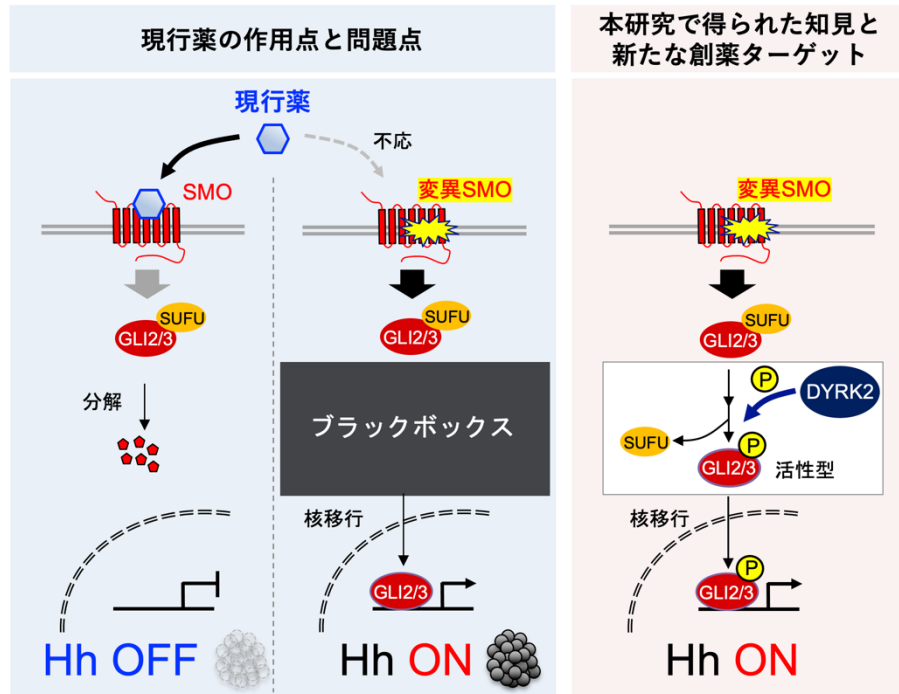 現行薬の作用点と問題点
現行薬
不応
SMO
変異SMO
SUFU
GLI2/3
SUFU
GLI2/3
分解
ブラックボックス
核移行
GLI2/3
Hh OFF
Hh ON
本研究で得られた知見と
新たな創薬ターゲット
変異SMO
SUFU
GLI2/3
P
DYRK2
SUFU
P
GLI2/3
活性型
核移行
P
GLI2/3
Hh ON